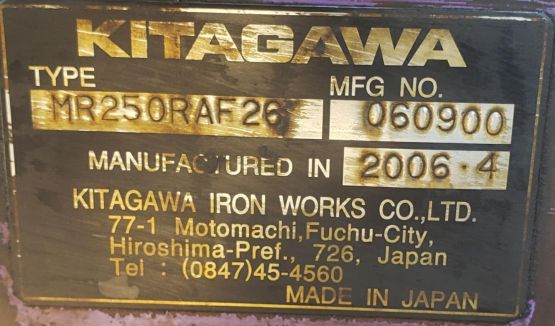 KITAGAWA
TYPE MFG NO.
MR250RAF26 060900
MANUFACTURED IN 2006.4
KITAGAWA IRON WORKS CO.,LTD.
77-1 Motomachi,Fuchu-City,
Hiroshima-Pref., 726, Japan
Tel : (0847)45-4560
MADE IN JAPAN